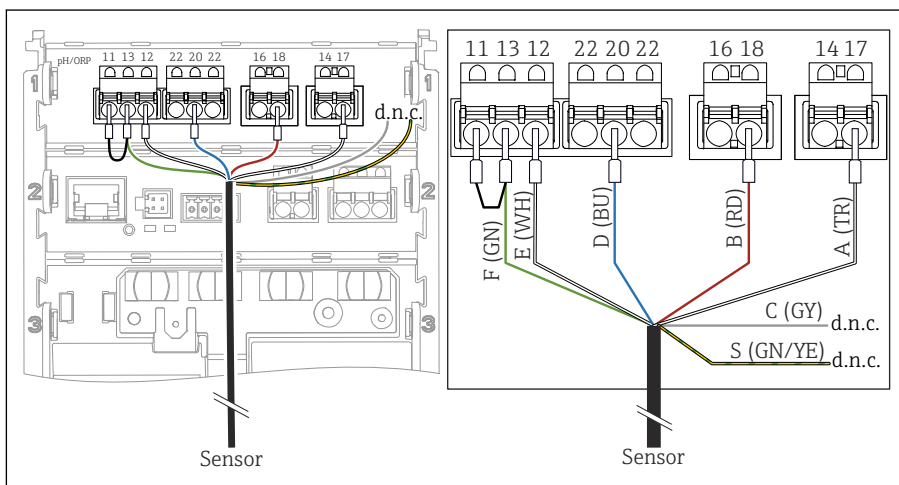 pH/ORP
11 13 12
22 20 22
16 18
14 17
d.n.c.
1
1
2
2
3
3
Sensor
11 13 12
22 20 22
16 18
14 17
F (GN)
E (WH)
D (BU)
B (RD)
A (TR)
C (GY)
d.n.c.
S (GN/YE)
d.n.c.
Sensor